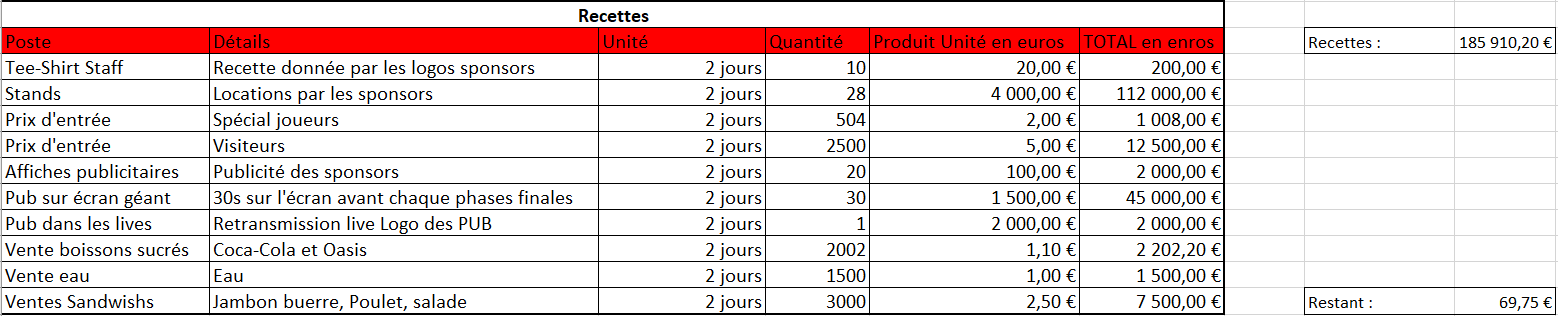 Recettes
Poste Détails Unité Quantité Produit Unité en euros TOTAL en enros Recettes : 185 910,20 €
Tee-Shirt Staff Recette donnée par les logos sponsors 2 jours 10 20,00 € 200,00 €
Stands Locations par les sponsors 2 jours 28 4 000,00 € 112 000,00 €
Prix d'entrée Spécial joueurs 2 jours 504 2,00 € 1 008,00 €
Prix d'entrée Visiteurs 2 jours 2500 5,00 € 12 500,00 €
Affiches publicitaires Publicité des sponsors 2 jours 20 100,00 € 2 000,00 €
Pub sur écran géant 30s sur l'écran avant chaque phases finales 2 jours 30 1 500,00 € 45 000,00 €
Pub dans les lives Retransmission live Logo des PUB 2 jours 1 2 000,00 € 2 000,00 €
Vente boissons sucrés Coca-Cola et Oasis 2 jours 2002 1,10 € 2 202,20 €
Vente eau Eau 2 jours 1500 1,00 € 1 500,00 €
Ventes Sandwishs Jambon buerre, Poulet, salade 2 jours 3000 2,50 € 7 500,00 € Restant : 69,75 €